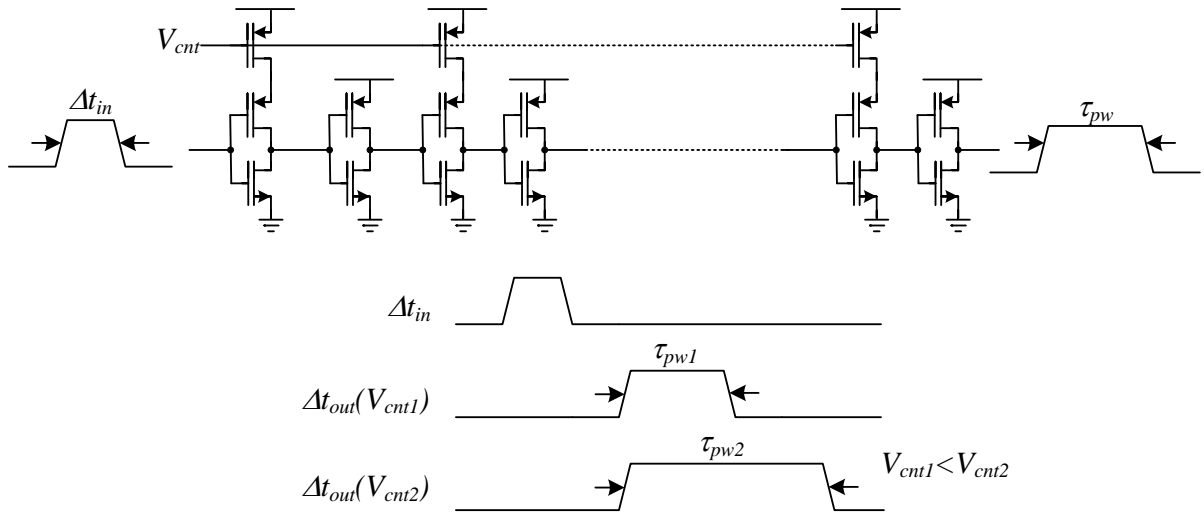 V_cnt
Δt_in
τ_pw
Δt_in
τ_pw1
Δt_out(V_cnt1)
τ_pw2
Δt_out(V_cnt2)
V_cnt1<V_cnt2